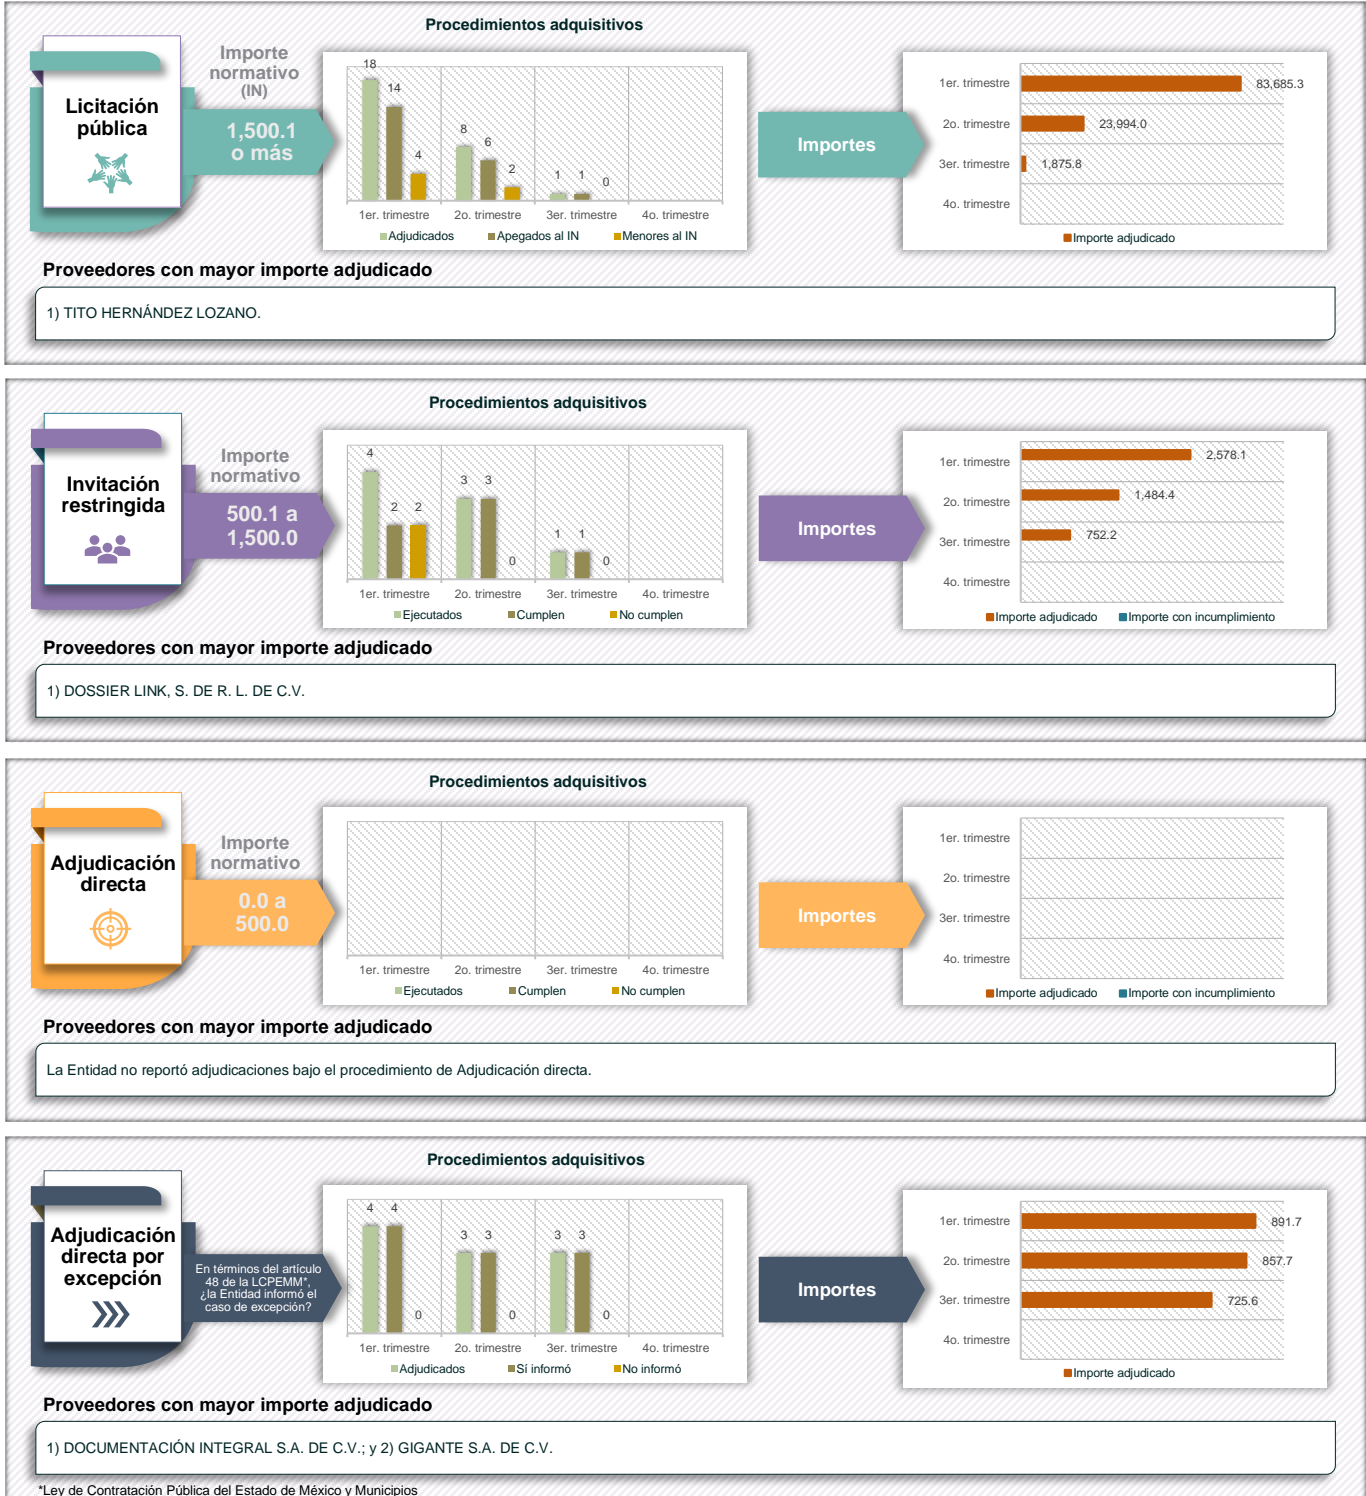 Procedimientos adquisitivos
Licitación
pública
Importe
normativo
(IN)
1,500.1
o más
18
14
4
8
6
2
1
1
0
1er. trimestre
2o. trimestre
3er. trimestre
4o. trimestre
Adjudicados
Apegados al IN
Menores al IN
Importes
1er. trimestre
83,685.3
2o. trimestre
23,994.0
3er. trimestre
1,875.8
4o. trimestre
Importe adjudicado
Proveedores con mayor importe adjudicado
1) TITO HERNÁNDEZ LOZANO.
Procedimientos adquisitivos
Invitación
restringida
Importe
normativo
500.1 a
1,500.0
4
2
2
3
3
0
1
1
0
1er. trimestre
2o. trimestre
3er. trimestre
4o. trimestre
Ejecutados
Cumplen
No cumplen
Importes
1er. trimestre
2,578.1
2o. trimestre
1,484.4
3er. trimestre
752.2
4o. trimestre
Importe adjudicado
Importe con incumplimiento
Proveedores con mayor importe adjudicado
1) DOSSIER LINK, S. DE R. L. DE C.V.
Procedimientos adquisitivos
Adjudicación
directa
Importe
normativo
0.0 a
500.0
1er. trimestre
2o. trimestre
3er. trimestre
4o. trimestre
Ejecutados
Cumplen
No cumplen
Importes
1er. trimestre
2o. trimestre
3er. trimestre
4o. trimestre
Importe adjudicado
Importe con incumplimiento
Proveedores con mayor importe adjudicado
La Entidad no reportó adjudicaciones bajo el procedimiento de Adjudicación directa.
Procedimientos adquisitivos
Adjudicación
directa por
excepción
En términos del artículo
48 de la LCPEMM*,
¿la Entidad informó el
caso de excepción?
4
4
0
3
3
0
3
3
0
1er. trimestre
2o. trimestre
3er. trimestre
4o. trimestre
Adjudicados
Sí informó
No informó
Importes
1er. trimestre
891.7
2o. trimestre
857.7
3er. trimestre
725.6
4o. trimestre
Importe adjudicado
Proveedores con mayor importe adjudicado
1) DOCUMENTACIÓN INTEGRAL S.A. DE C.V.; y 2) GIGANTE S.A. DE C.V.
*Ley de Contratación Pública del Estado de México y Municipios